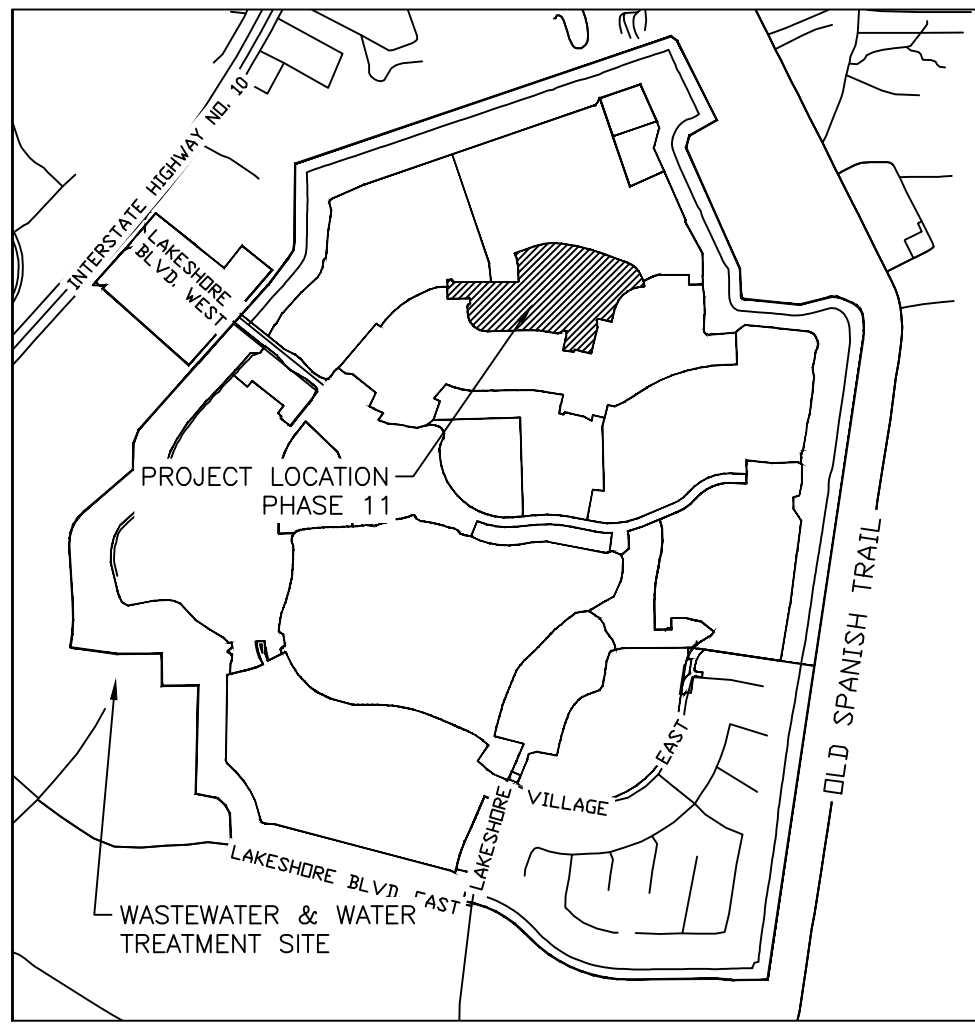 INTERSTATE HIGHWAY NO. 10
LAKESHORE
BLVD. WEST
PROJECT LOCATION
PHASE 11
OLD SPANISH TRAIL
EAST
VILLAGE
LAKESHORE
LAKESHORE BLVD. EAST
WASTEWATER & WATER
TREATMENT SITE